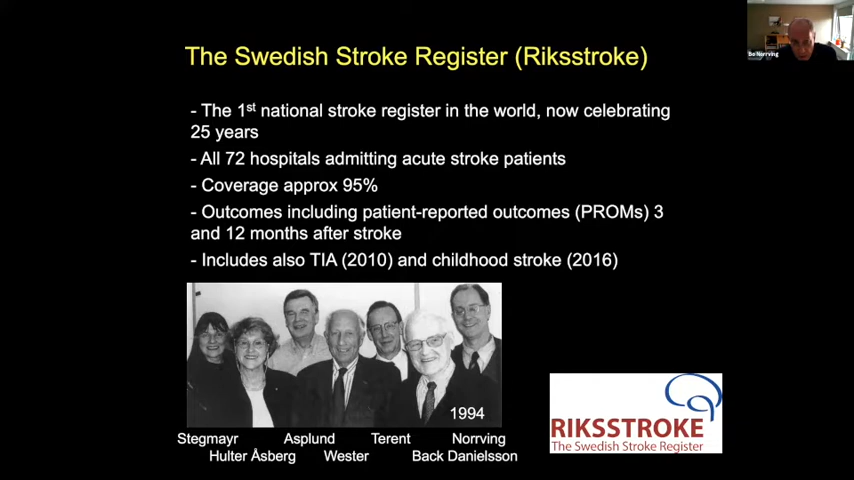 Bo Norrving
The Swedish Stroke Register (Riksstroke)
- The 1st national stroke register in the world, now celebrating
25 years
- All 72 hospitals admitting acute stroke patients
- Coverage approx 95%
- Outcomes including patient-reported outcomes (PROMs) 3
and 12 months after stroke
- Includes also TIA (2010) and childhood stroke (2016)
1994
Stegmayr Asplund Terent Norrving
Hulter Åsberg Wester Back Danielsson
RIKSSTROKE
The Swedish Stroke Register